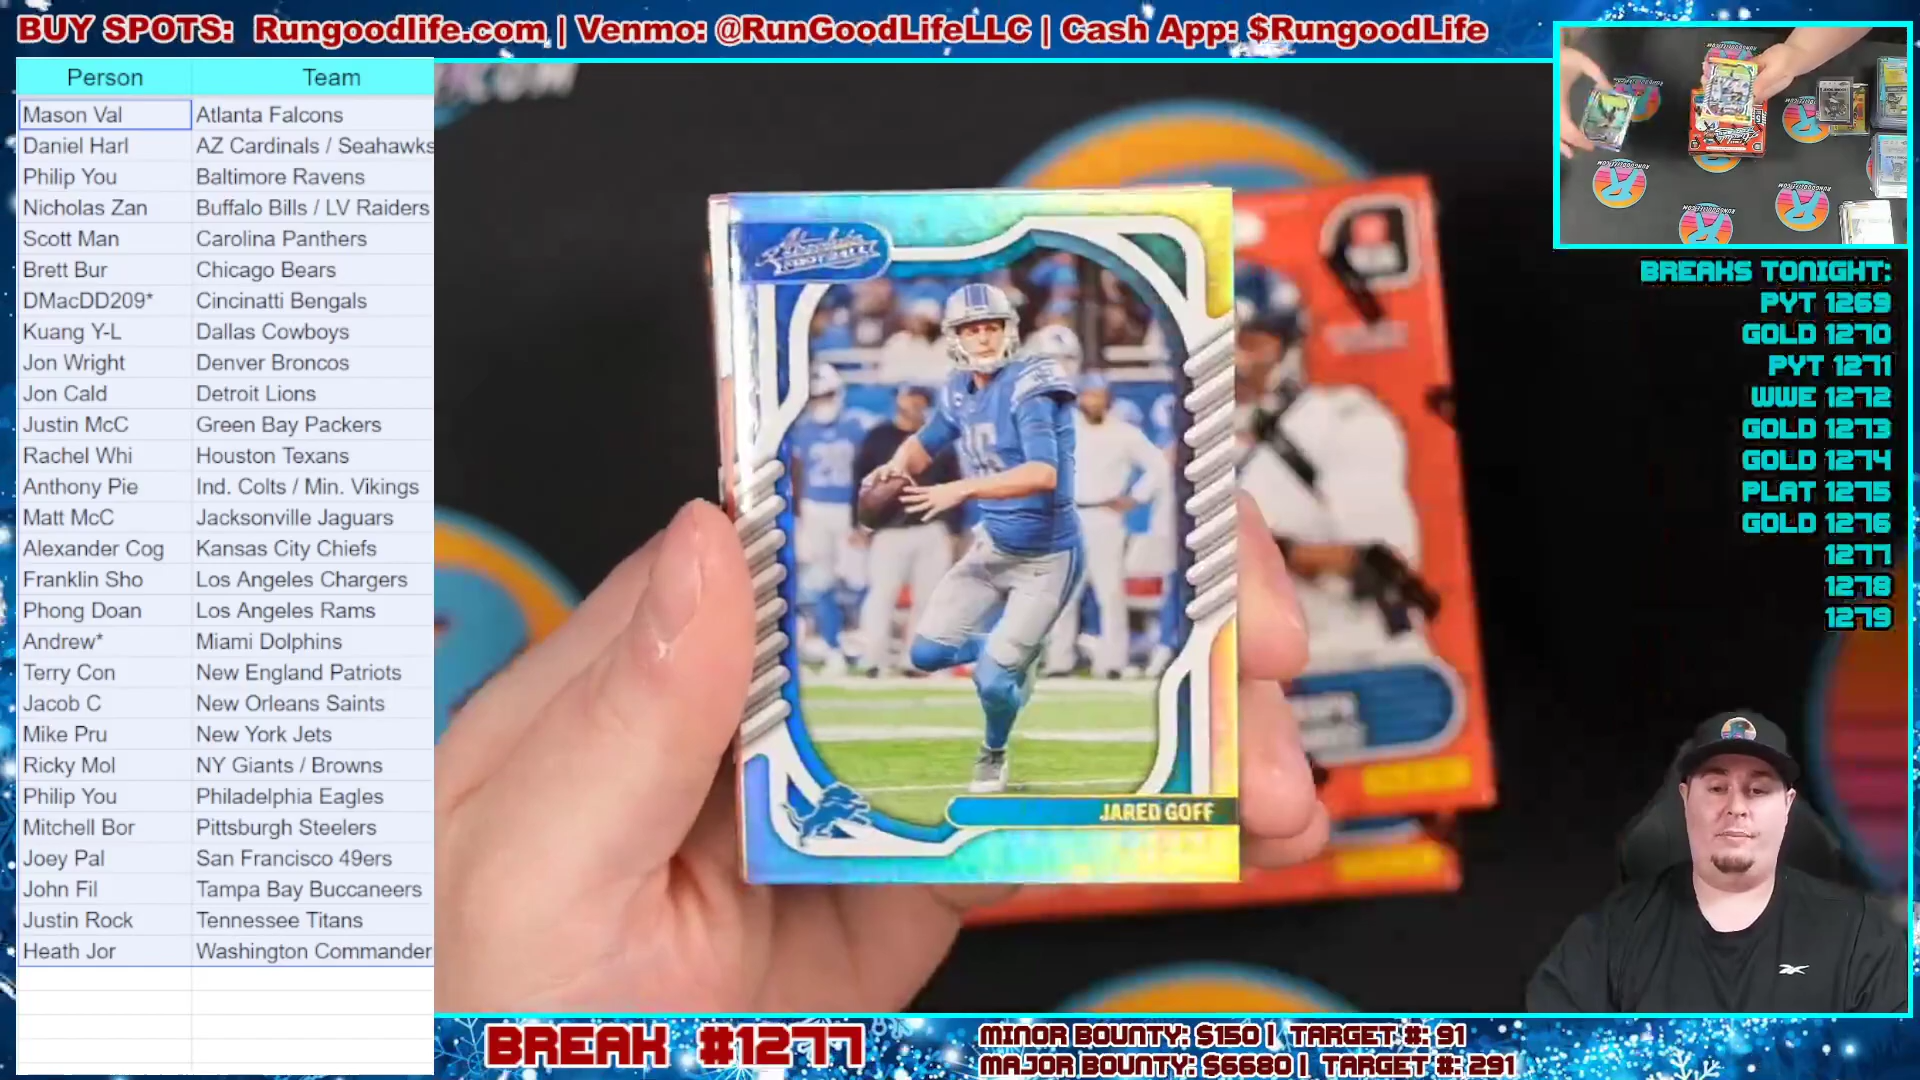 BUY SPOTS: Rungoodlife.com | Venmo: @RunGoodLifeLLC | Cash App: $RungoodLife
Person Team
Mason Val Atlanta Falcons
Daniel Harl AZ Cardinals / Seahawks
Philip You Baltimore Ravens
Nicholas Zan Buffalo Bills / LV Raiders
Scott Man Carolina Panthers
Brett Bur Chicago Bears
DMacDD209* Cincinatti Bengals
Kuang Y-L Dallas Cowboys
Jon Wright Denver Broncos
Jon Cald Detroit Lions
Justin McC Green Bay Packers
Rachel Whi Houston Texans
Anthony Pie Ind. Colts / Min. Vikings
Matt McC Jacksonville Jaguars
Alexander Cog Kansas City Chiefs
Franklin Sho Los Angeles Chargers
Phong Doan Los Angeles Rams
Andrew* Miami Dolphins
Terry Con New England Patriots
Jacob C New Orleans Saints
Mike Pru New York Jets
Ricky Mol NY Giants / Browns
Philip You Philadelphia Eagles
Mitchell Bor Pittsburgh Steelers
Joey Pal San Francisco 49ers
John Fil Tampa Bay Buccaneers
Justin Rock Tennessee Titans
Heath Jor Washington Commander
Absolute
FOOTBALL
JARED GOFF
BREAKS TONIGHT:
PYT 1269
GOLD 1270
PYT 1271
WWE 1272
GOLD 1273
GOLD 1274
PLAT 1275
GOLD 1276
1277
1278
1279
BREAK #1277
MINOR BOUNTY: $150 | TARGET #: 91
MAJOR BOUNTY: $6680 | TARGET #: 291